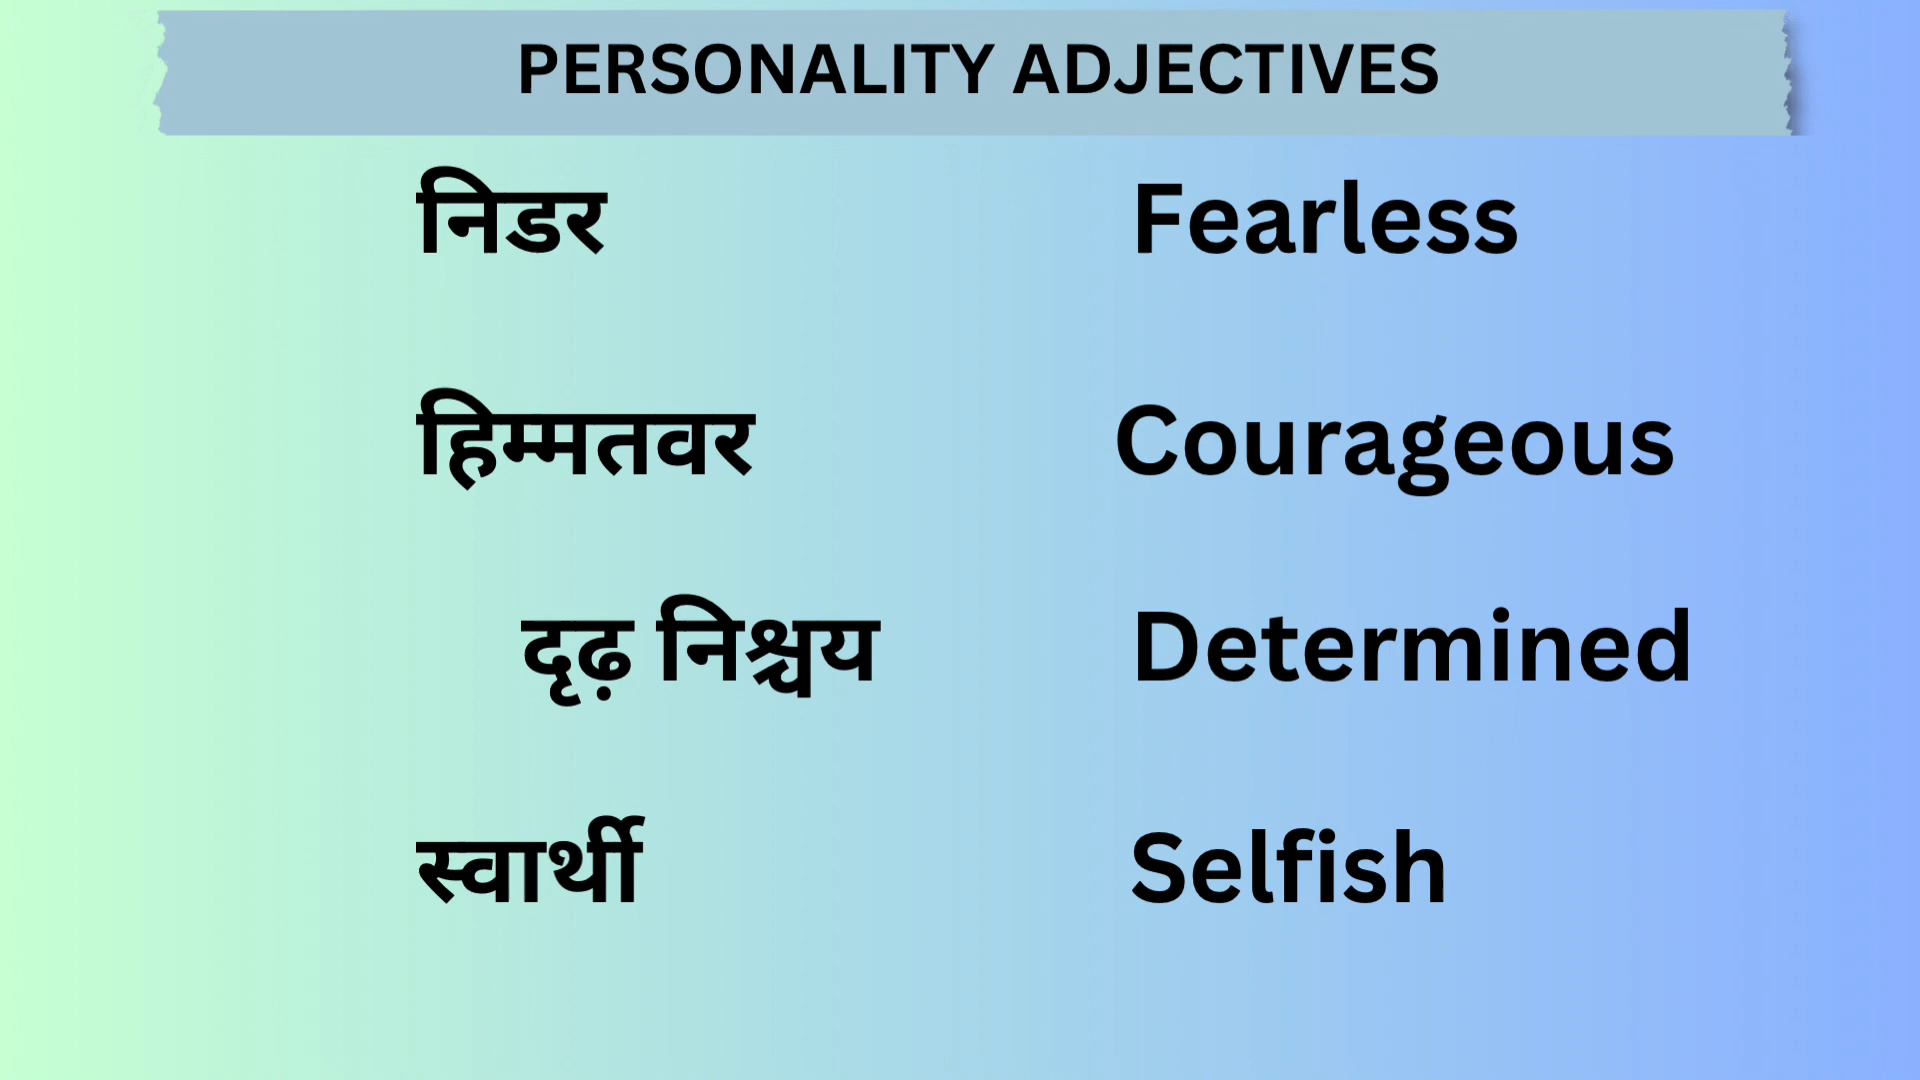 PERSONALITY ADJECTIVES
निडर Fearless
हिम्मतवर Courageous
दृढ़ निश्चय Determined
स्वार्थी Selfish